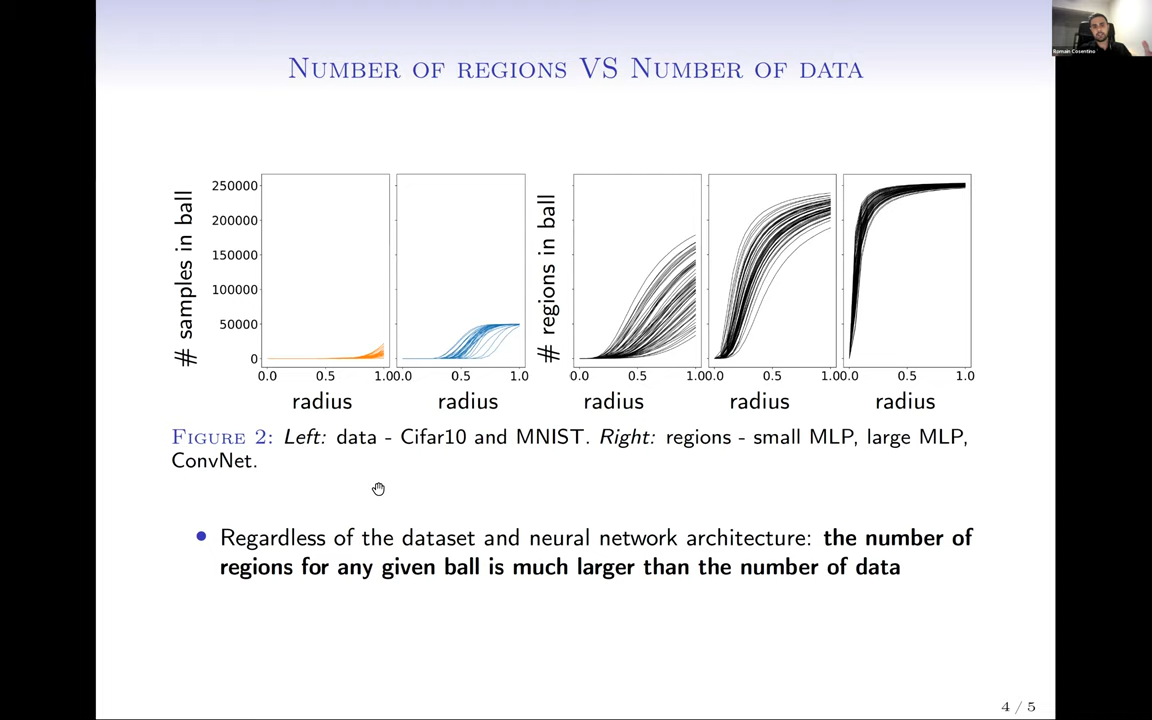 NUMBER OF REGIONS VS NUMBER OF DATA
Romain Cosentino
# samples in ball
250000
200000
150000
100000
50000
0
0.0 0.5 1.0
0.0 0.5 1.0
# regions in ball
0.0 0.5 1.0
0.0 0.5 1.0
0.0 0.5 1.0
radius radius radius radius radius
FIGURE 2: Left: data - Cifar10 and MNIST. Right: regions - small MLP, large MLP,
ConvNet.
Regardless of the dataset and neural network architecture: the number of
regions for any given ball is much larger than the number of data
4 / 5